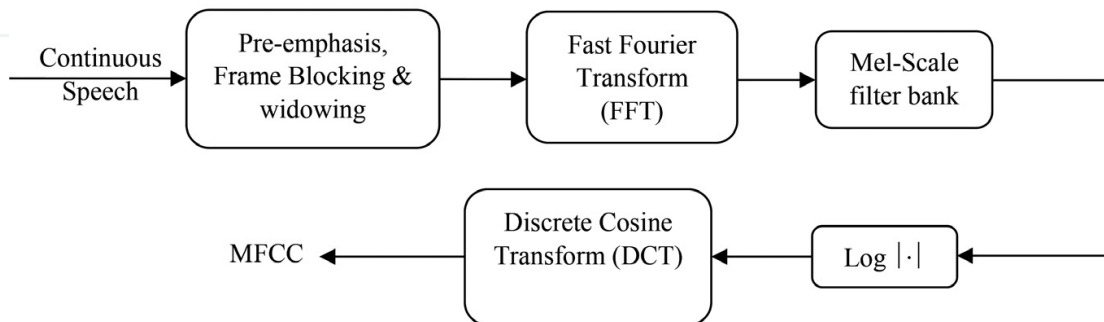 Continuous
Speech
Pre-emphasis,
Frame Blocking &
widowing
Fast Fourier
Transform
(FFT)
Mel-Scale
filter bank
MFCC
Discrete Cosine
Transform (DCT)
Log |·|